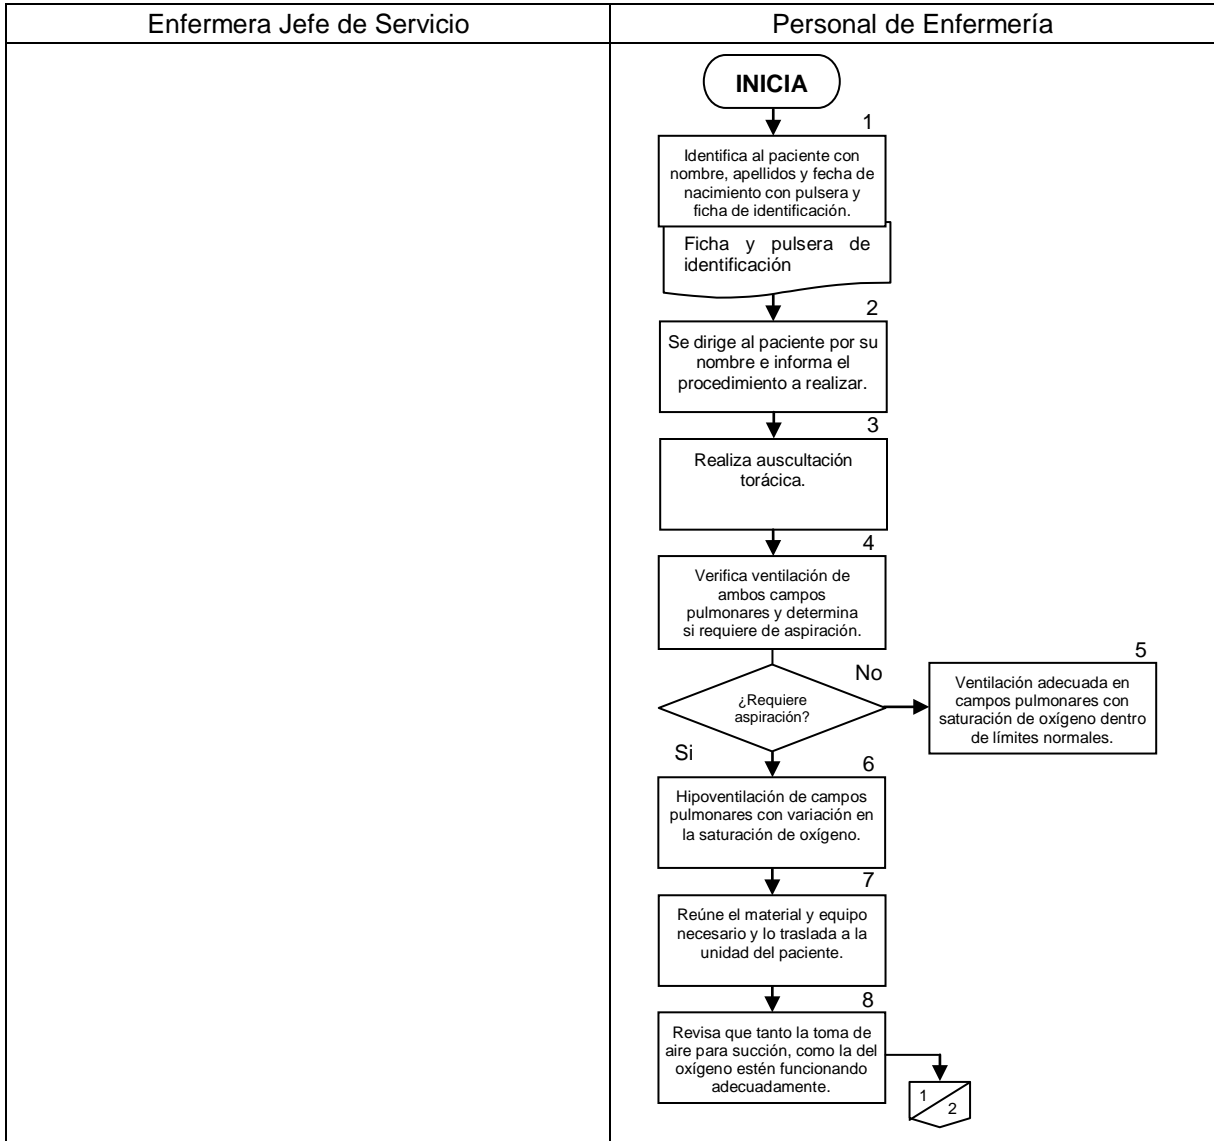 Enfermera Jefe de Servicio
Personal de Enfermería
INICIA
1
Identifica al paciente con
nombre, apellidos y fecha de
nacimiento con pulsera y
ficha de identificación.
Ficha y pulsera de
identificación
2
Se dirige al paciente por su
nombre e informa el
procedimiento a realizar.
3
Realiza auscultación
torácica.
4
Verifica ventilación de
ambos campos
pulmonares y determina
si requiere de aspiración.
¿Requiere
aspiración?
No
5
Ventilación adecuada en
campos pulmonares con
saturación de oxígeno dentro
de límites normales.
Si
6
Hipoventilación de campos
pulmonares con variación en
la saturación de oxígeno.
7
Reúne el material y equipo
necesario y lo traslada a la
unidad del paciente.
8
Revisa que tanto la toma de
aire para succión, como la del
oxígeno estén funcionando
adecuadamente.
1
2